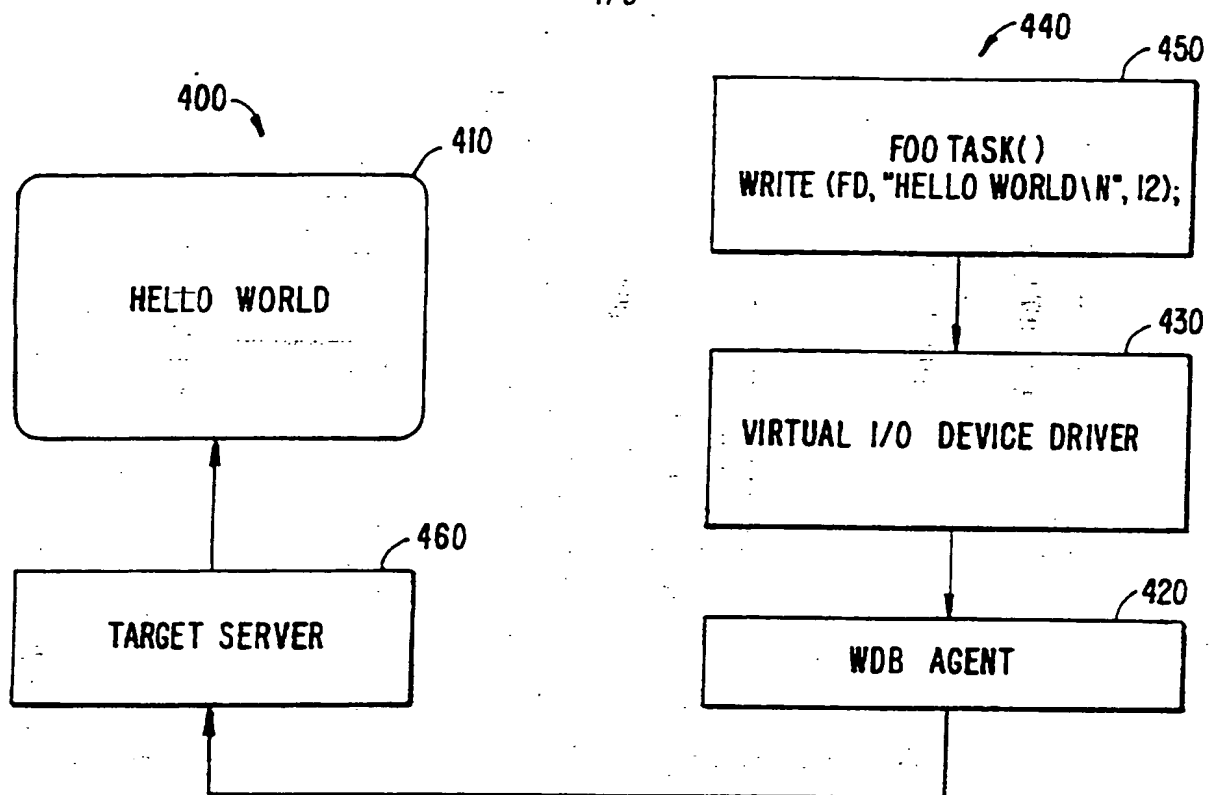 440
450
400
410
FOO TASK()
WRITE (FD, "HELLO WORLD\N", 12);
HELLO WORLD
430
VIRTUAL I/O DEVICE DRIVER
460
420
TARGET SERVER
WDB AGENT